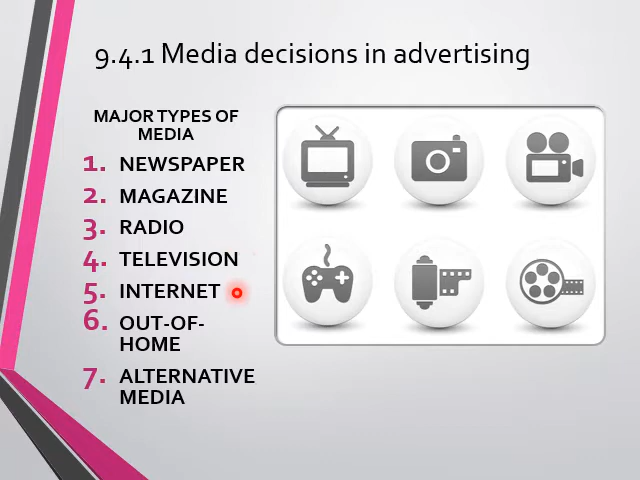 9.4.1 Media decisions in advertising
MAJOR TYPES OF
MEDIA
1. NEWSPAPER
2. MAGAZINE
3. RADIO
4. TELEVISION
5. INTERNET
6. OUT-OF-
HOME
7. ALTERNATIVE
MEDIA